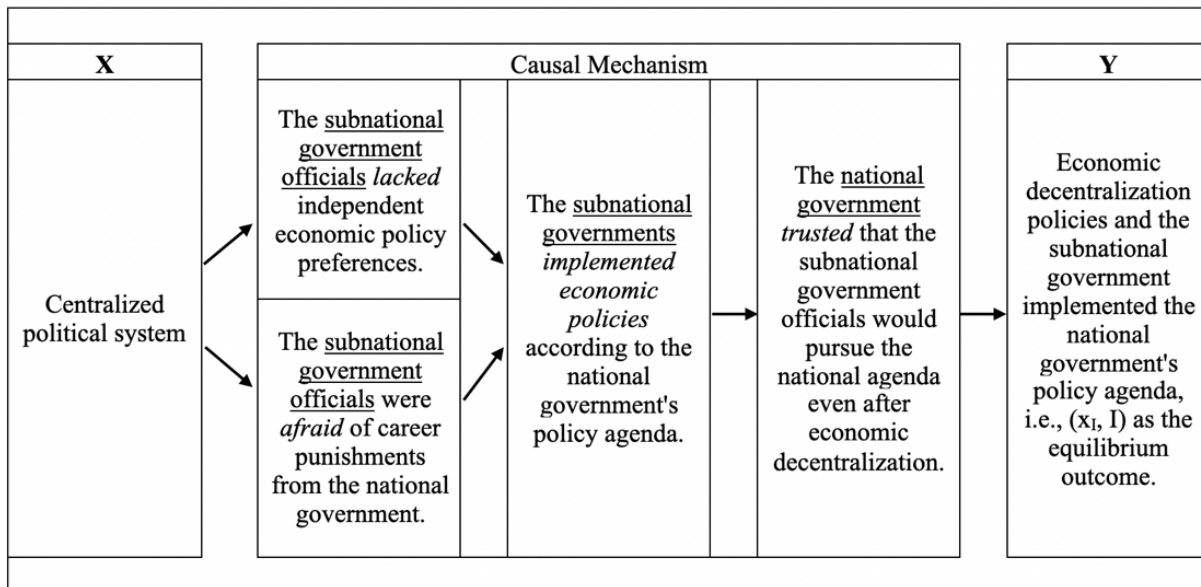 X
Causal Mechanism
Y
Centralized
political system
The subnational
government
officials lacked
independent
economic policy
preferences.
The subnational
government
officials were
afraid of career
punishments
from the national
government.
The subnational
governments
implemented
economic
policies
according to the
national
government's
policy agenda.
The national
government
trusted that the
subnational
government
officials would
pursue the
national agenda
even after
economic
decentralization.
Economic
decentralization
policies and the
subnational
government
implemented the
national
government's
policy agenda,
i.e., (xI, I) as the
equilibrium
outcome.